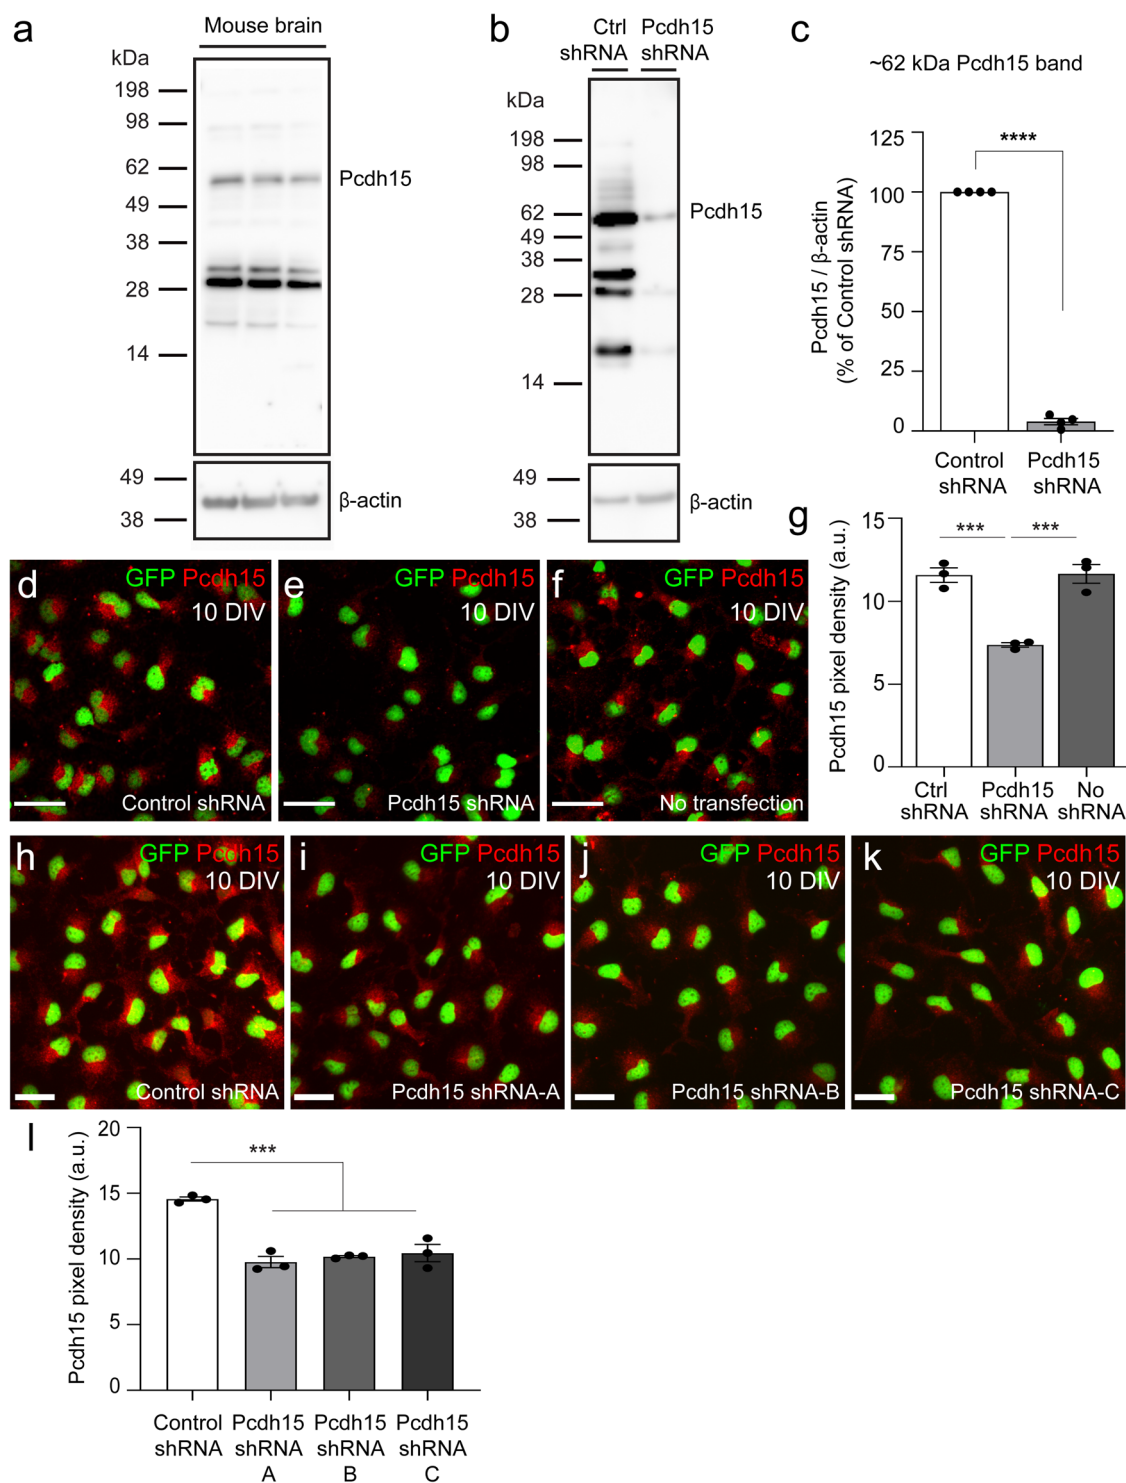 a
Mouse brain
kDa
198
98
62
49
38
28
14
Pcdh15
49
38
β-actin
b
Ctrl
shRNA
Pcdh15
shRNA
kDa
198
98
62
49
38
28
14
Pcdh15
49
38
β-actin
c
~62 kDa Pcdh15 band
Pcdh15 / β-actin
(% of Control shRNA)
125
100
75
50
25
0
****
Control
shRNA
Pcdh15
shRNA
d
GFP Pcdh15
10 DIV
Control shRNA
e
GFP Pcdh15
10 DIV
Pcdh15 shRNA
f
GFP Pcdh15
10 DIV
No transfection
g
Pcdh15 pixel density (a.u.)
15
10
5
0
***
***
Ctrl
shRNA
Pcdh15
shRNA
No
shRNA
h
GFP Pcdh15
10 DIV
Control shRNA
i
GFP Pcdh15
10 DIV
Pcdh15 shRNA-A
j
GFP Pcdh15
10 DIV
Pcdh15 shRNA-B
k
GFP Pcdh15
10 DIV
Pcdh15 shRNA-C
l
Pcdh15 pixel density (a.u.)
20
15
10
5
0
***
Control
shRNA
Pcdh15
shRNA
A
Pcdh15
shRNA
B
Pcdh15
shRNA
C